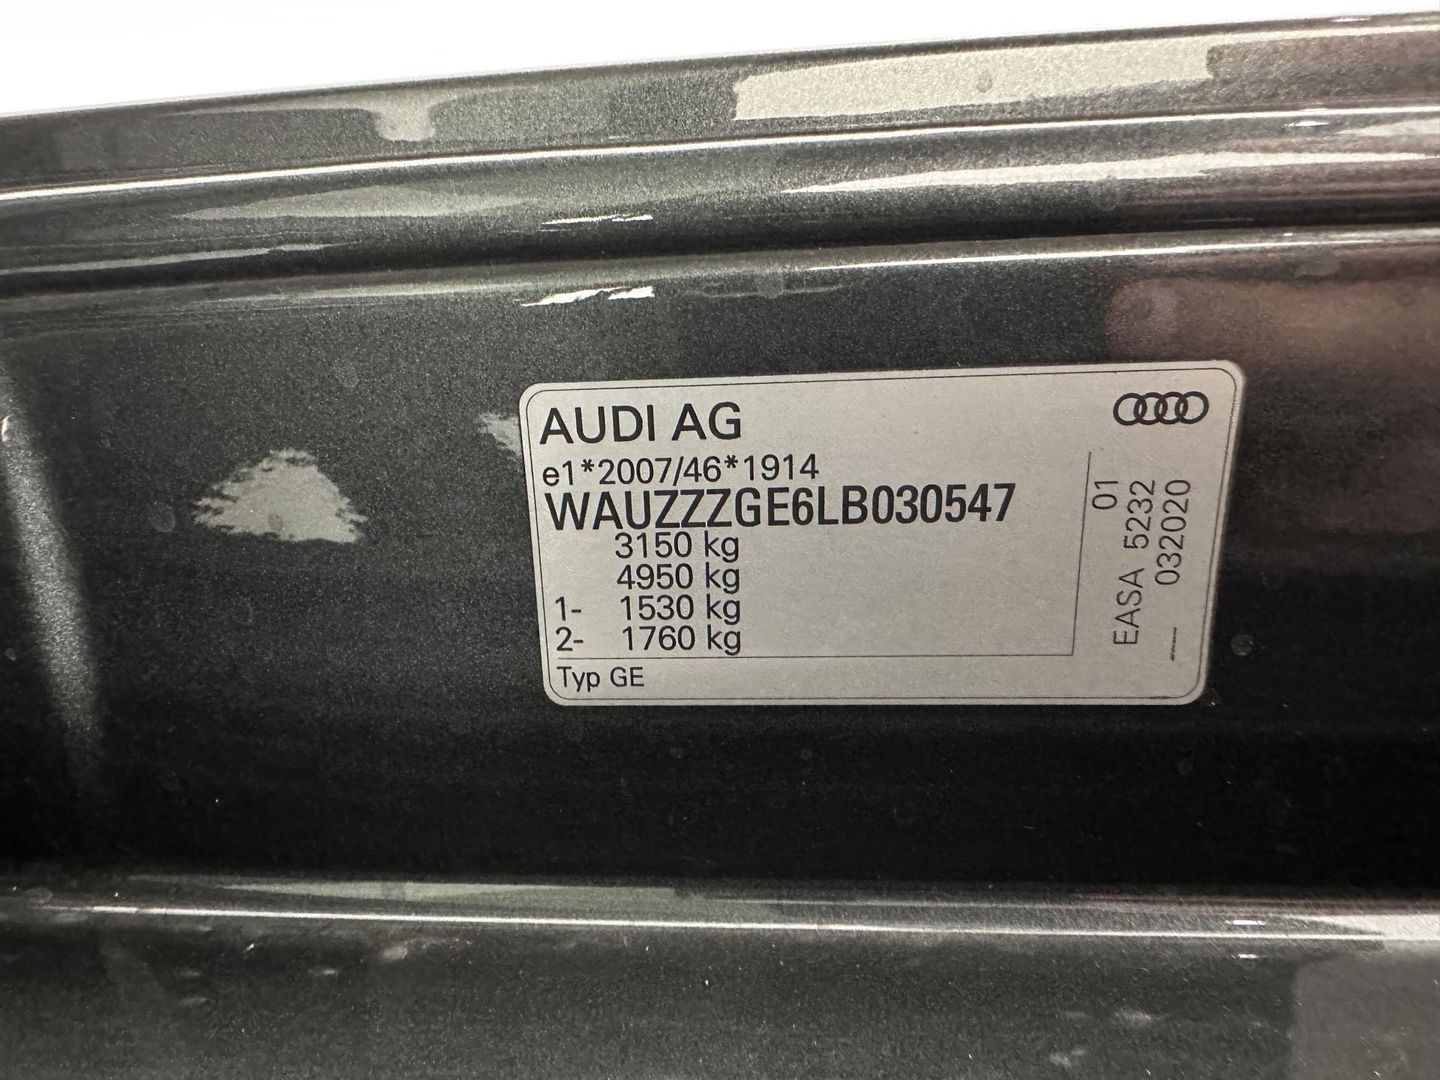 AUDI AG
e1*2007/46*1914
WAUZZZGE6LB030547
3150 kg
4950 kg
1- 1530 kg
2- 1760 kg
Typ GE
EASA 5232 01
032020